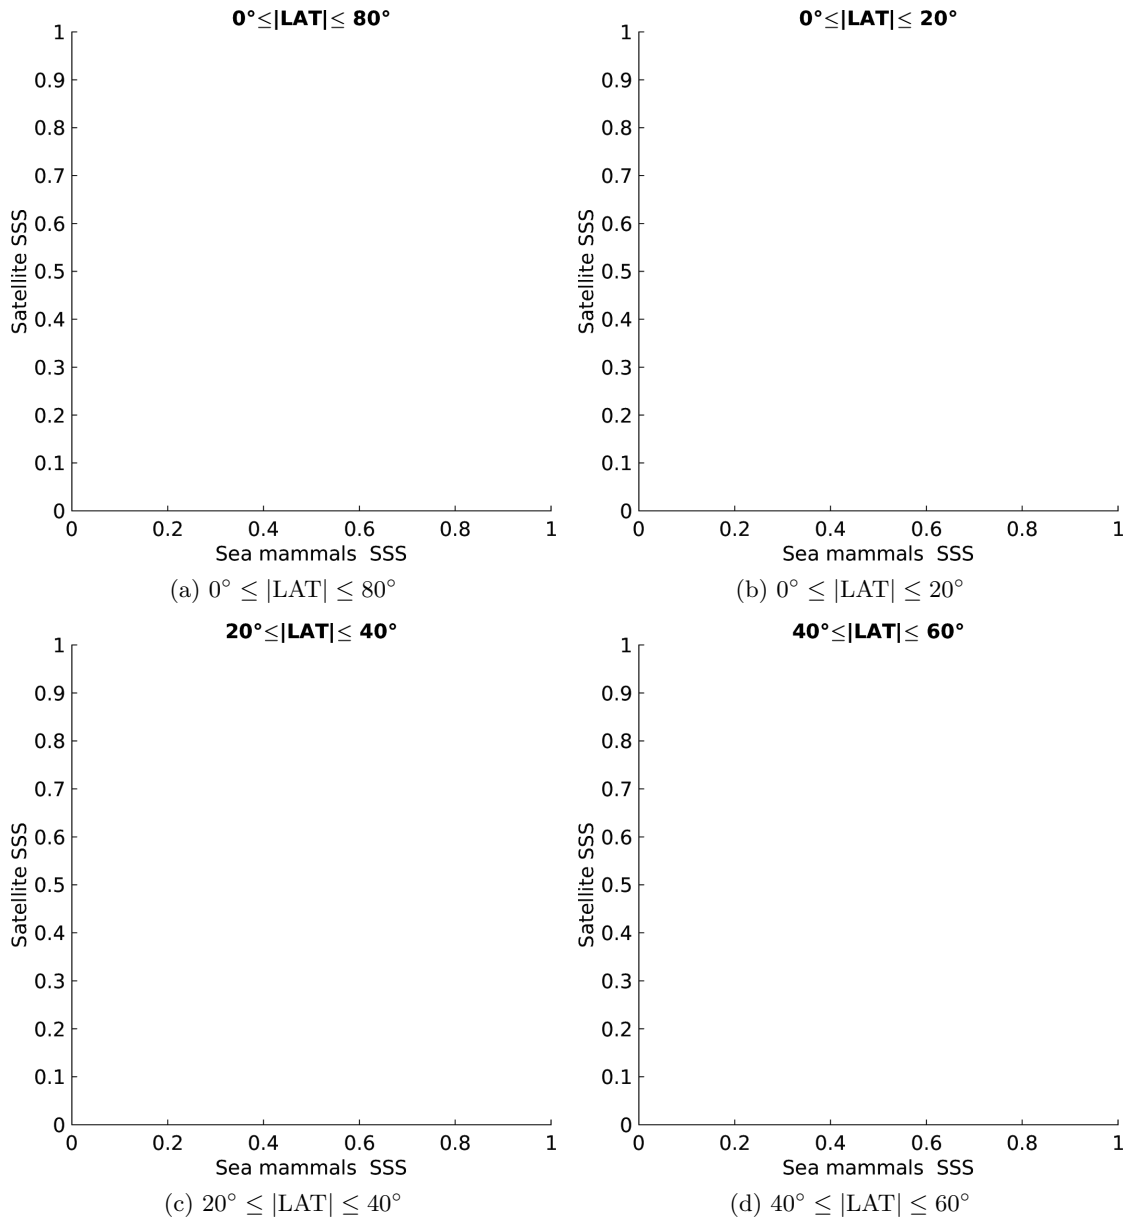 0°≤|LAT|≤ 80°
1
0.9
0.8
0.7
0.6
0.5
0.4
0.3
0.2
0.1
0
Satellite SSS
0 0.2 0.4 0.6 0.8 1
Sea mammals SSS
(a) 0° ≤ |LAT| ≤ 80°
0°≤|LAT|≤ 20°
1
0.9
0.8
0.7
0.6
0.5
0.4
0.3
0.2
0.1
0
Satellite SSS
0 0.2 0.4 0.6 0.8 1
Sea mammals SSS
(b) 0° ≤ |LAT| ≤ 20°
20°≤|LAT|≤ 40°
1
0.9
0.8
0.7
0.6
0.5
0.4
0.3
0.2
0.1
0
Satellite SSS
0 0.2 0.4 0.6 0.8 1
Sea mammals SSS
(c) 20° ≤ |LAT| ≤ 40°
40°≤|LAT|≤ 60°
1
0.9
0.8
0.7
0.6
0.5
0.4
0.3
0.2
0.1
0
Satellite SSS
0 0.2 0.4 0.6 0.8 1
Sea mammals SSS
(d) 40° ≤ |LAT| ≤ 60°